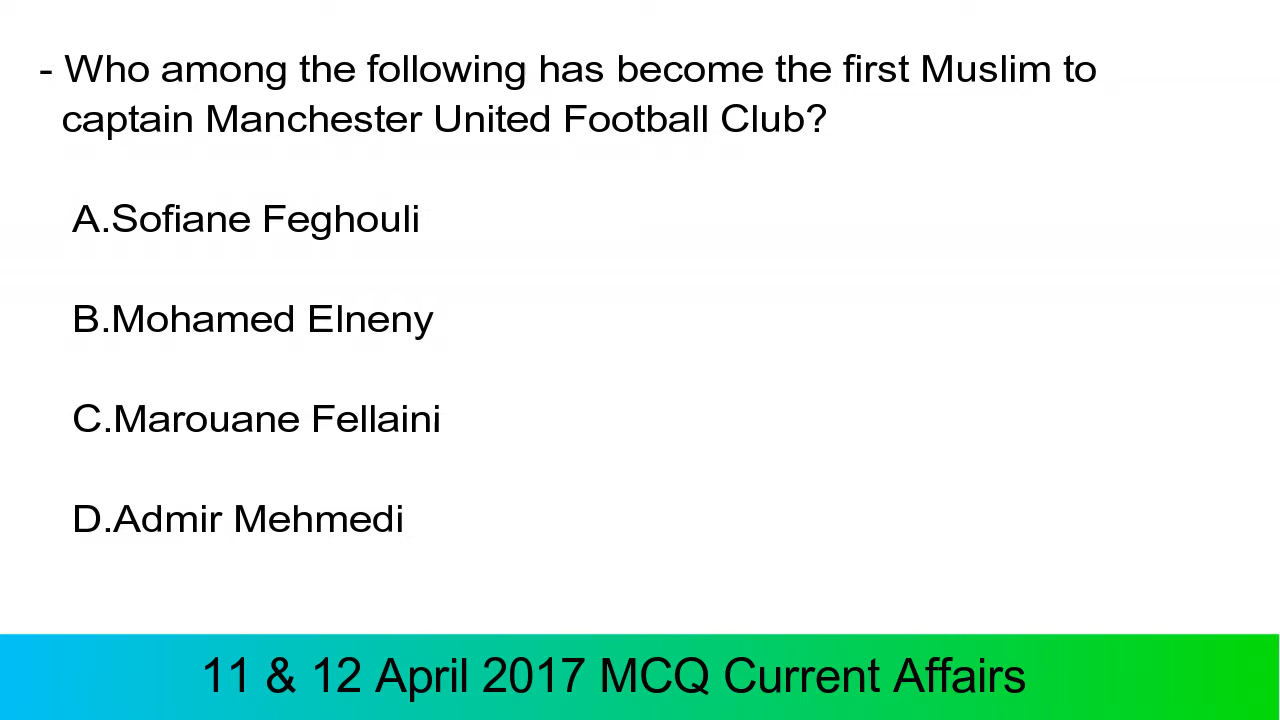 - Who among the following has become the first Muslim to
captain Manchester United Football Club?
A.Sofiane Feghouli
B.Mohamed Elneny
C.Marouane Fellaini
D.Admir Mehmedi
11 & 12 April 2017 MCQ Current Affairs